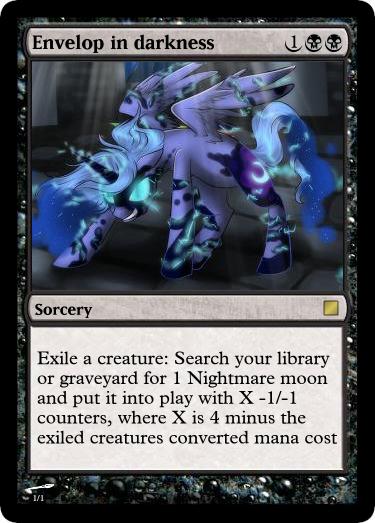 Envelop in darkness 1
Sorcery
Exile a creature: Search your library
or graveyard for 1 Nightmare moon
and put it into play with X -1/-1
counters, where X is 4 minus the
exiled creatures converted mana cost
1/1